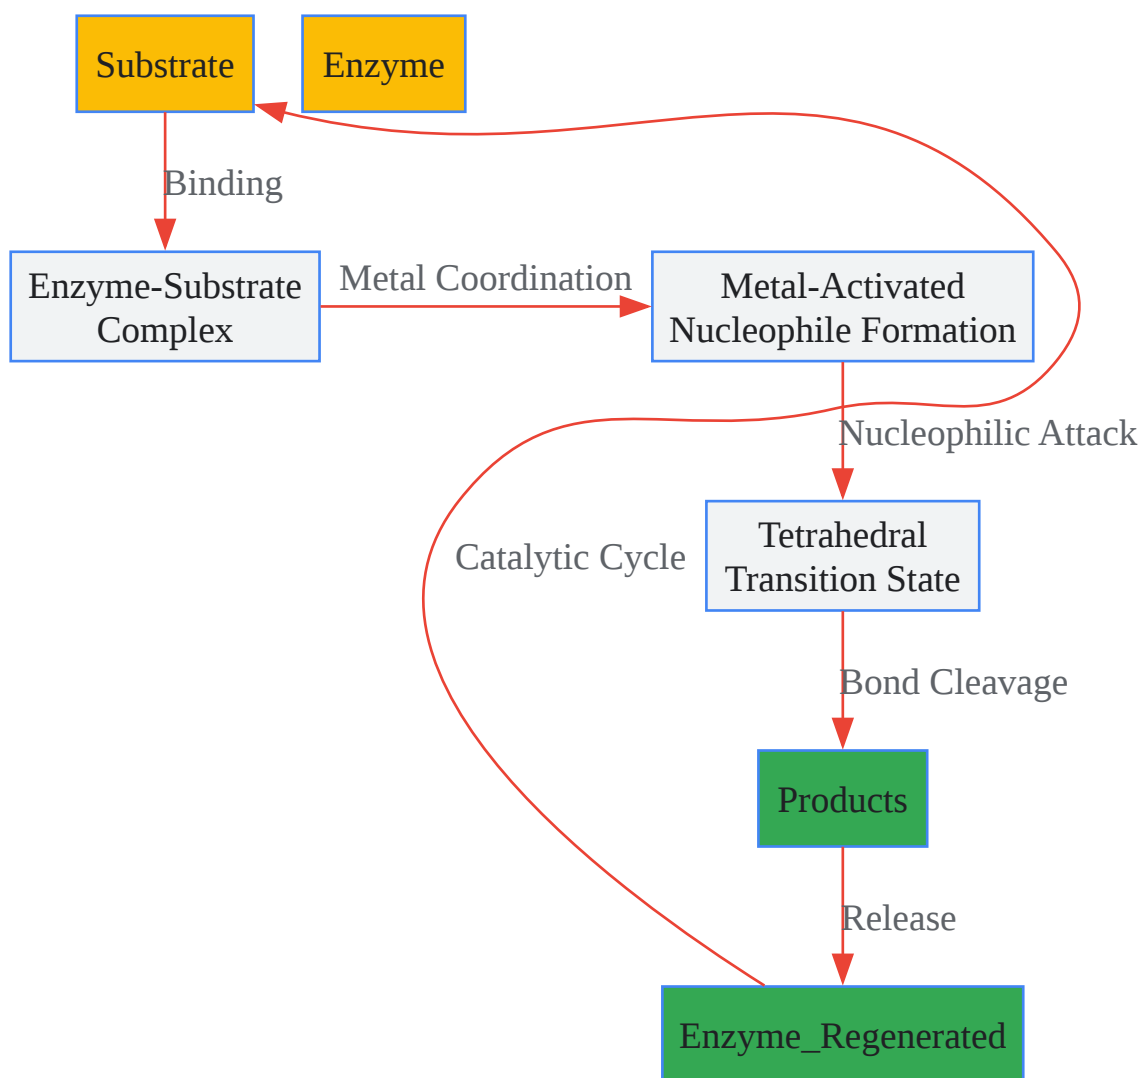 Substrate
Enzyme
Binding
Enzyme-Substrate
Complex
Metal Coordination
Metal-Activated
Nucleophile Formation
Nucleophilic Attack
Catalytic Cycle
Tetrahedral
Transition State
Bond Cleavage
Products
Release
Enzyme_Regenerated